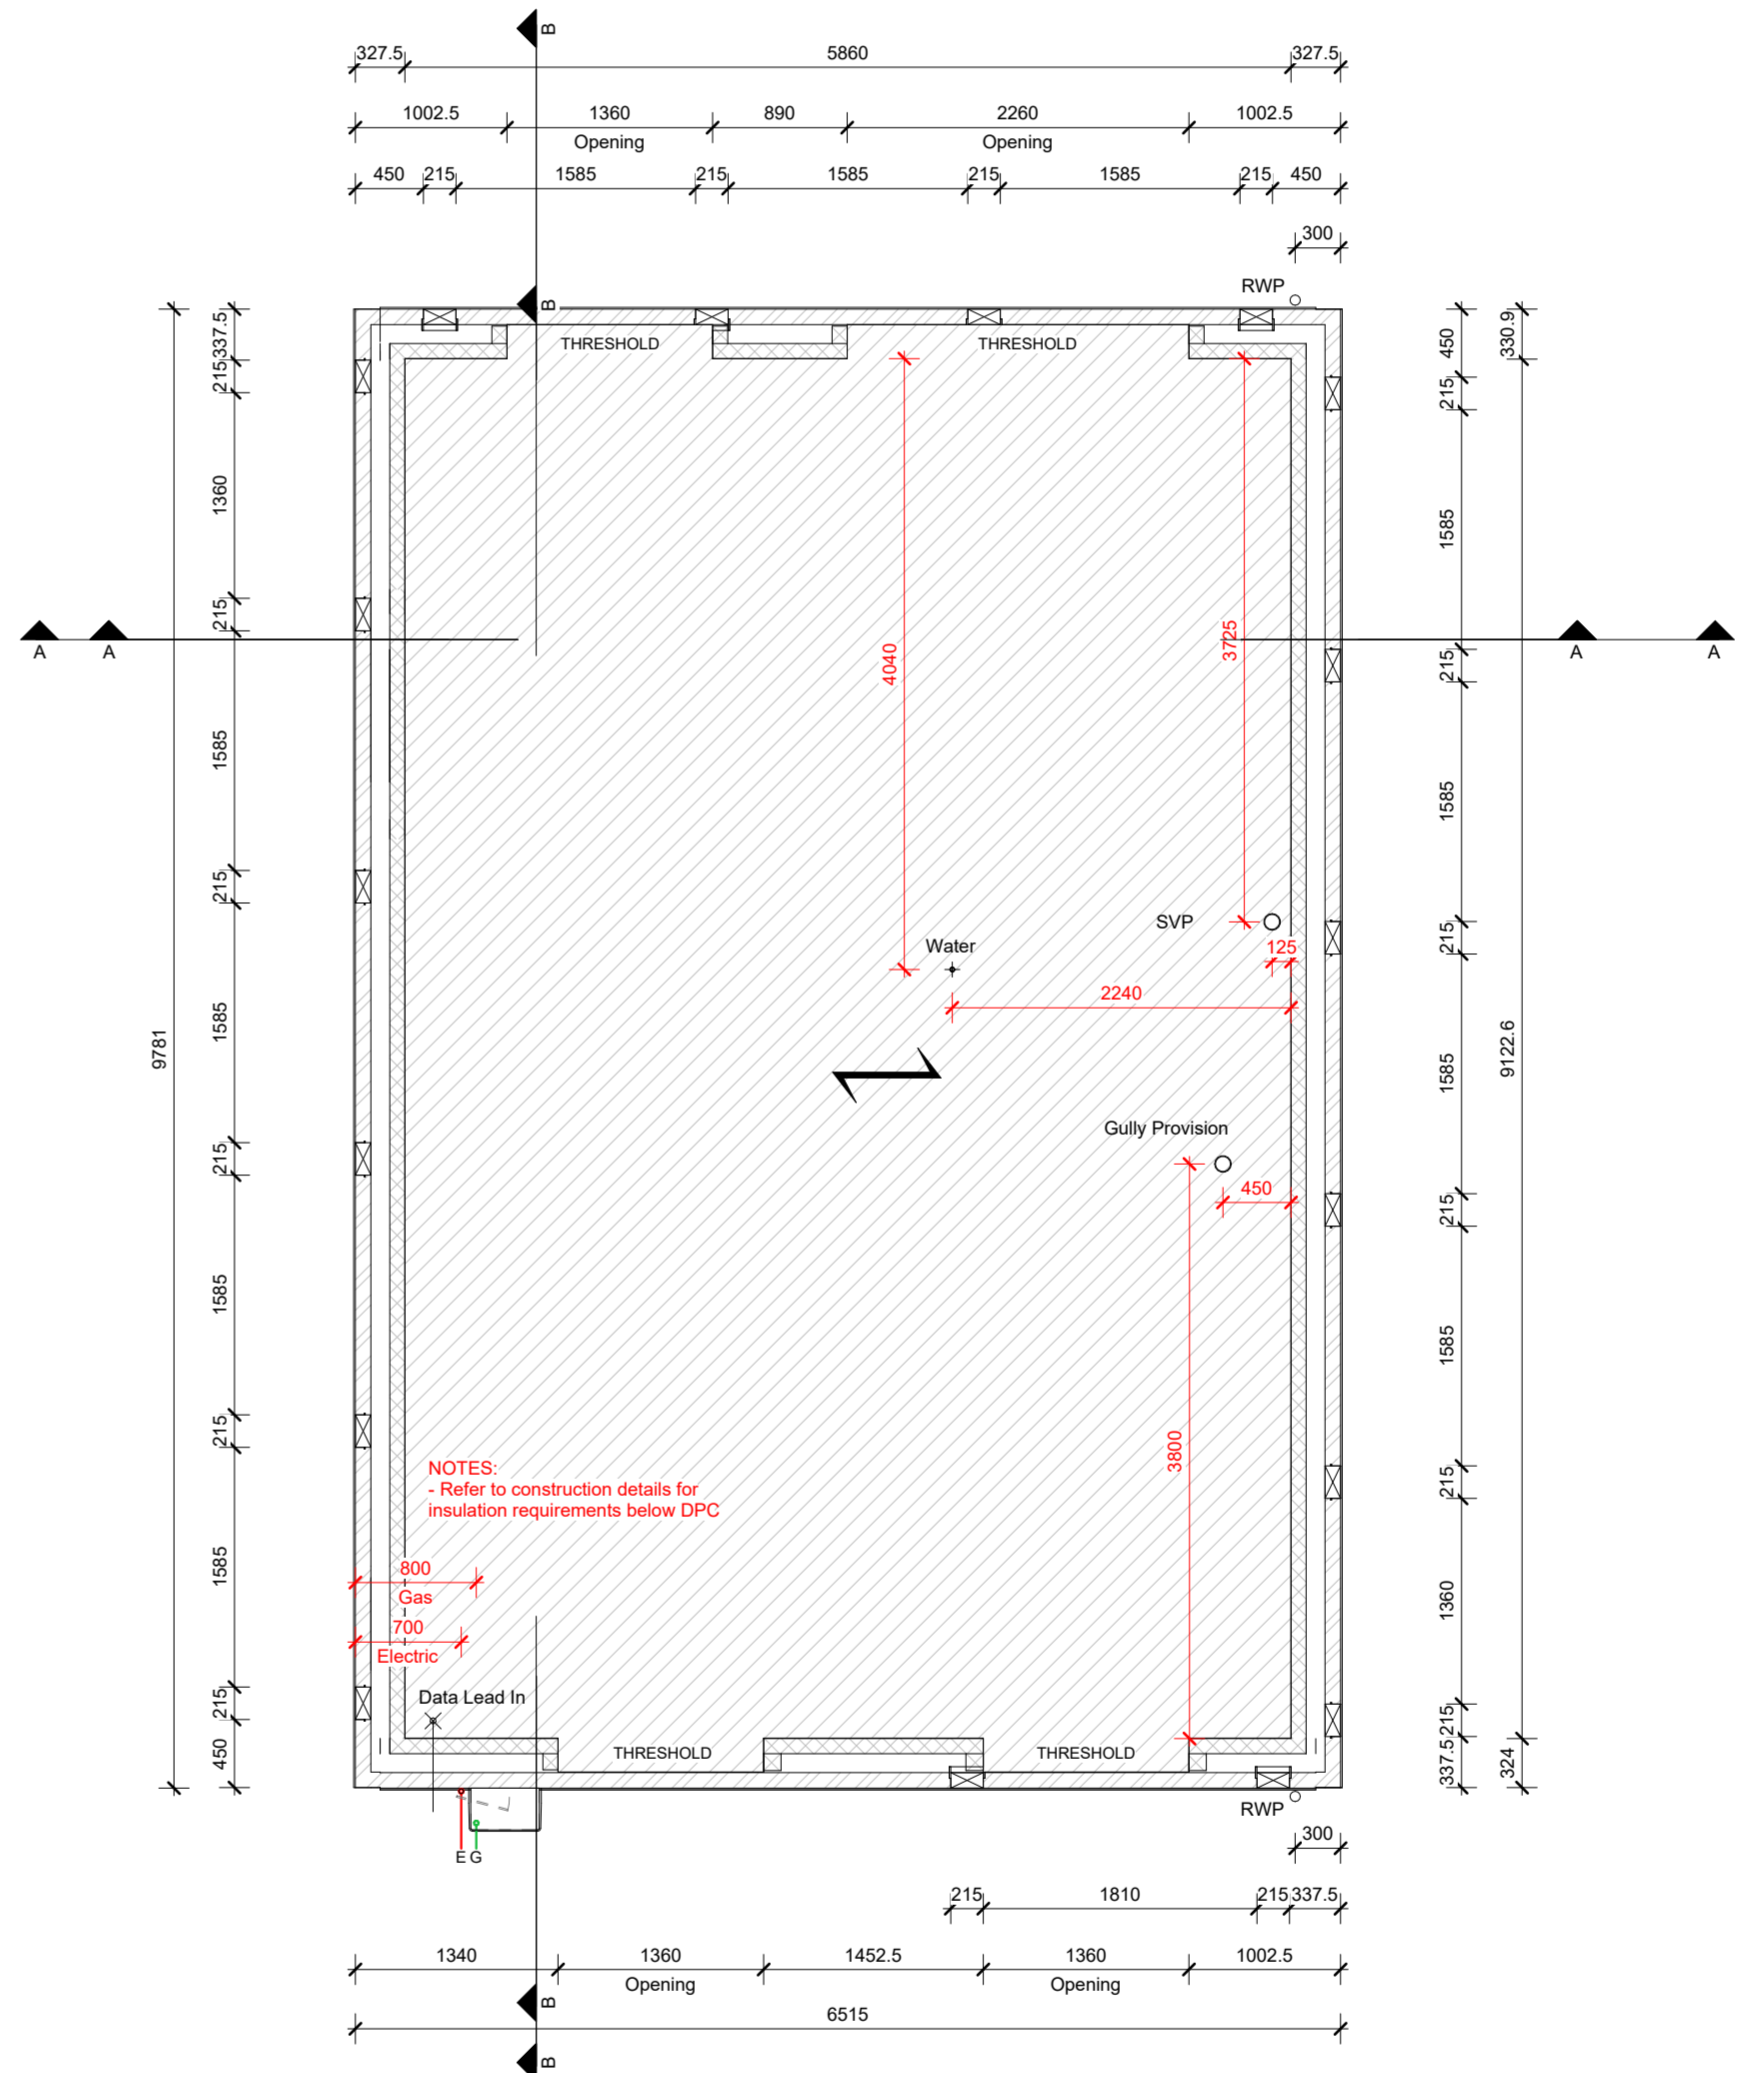 B
327.5 5860 327.5
1002.5 1360 890 2260 1002.5
Opening Opening
450 215 1585 215 1585 215 1585 215 450
300
RWP
B
THRESHOLD THRESHOLD
337.5
215
1360
215
1585
215
1585
215
1585
215
1585
215
450
9781
450
215
1585
215
1585
215
1585
215
1585
215
1360
215
337.5
330.9
9122.6
324
A A A A
4040
3725
SVP
Water
125
2240
Gully Provision
450
3800
NOTES:
- Refer to construction details for
insulation requirements below DPC
800
Gas
700
Electric
Data Lead In
THRESHOLD THRESHOLD
RWP
E G
300
215 1810 215 337.5
1340 1360 1452.5 1360 1002.5
Opening Opening
B
6515
B